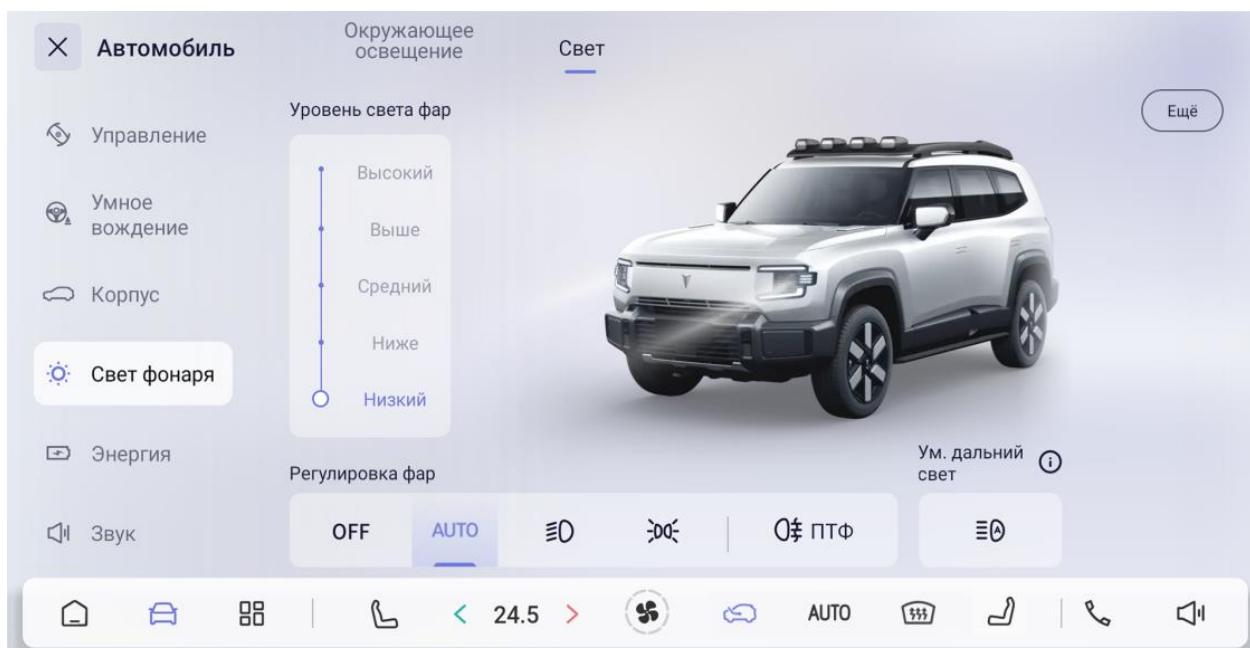 Автомобиль
Окружающее
освещение
Свет
Управление
Умное
вождение
Корпус
Свет фонаря
Энергия
Звук
Уровень света фар
Высокий
Выше
Средний
Ниже
Низкий
Ещё
Регулировка фар
OFF
AUTO
ПТФ
Ум. дальний
свет
24.5
AUTO